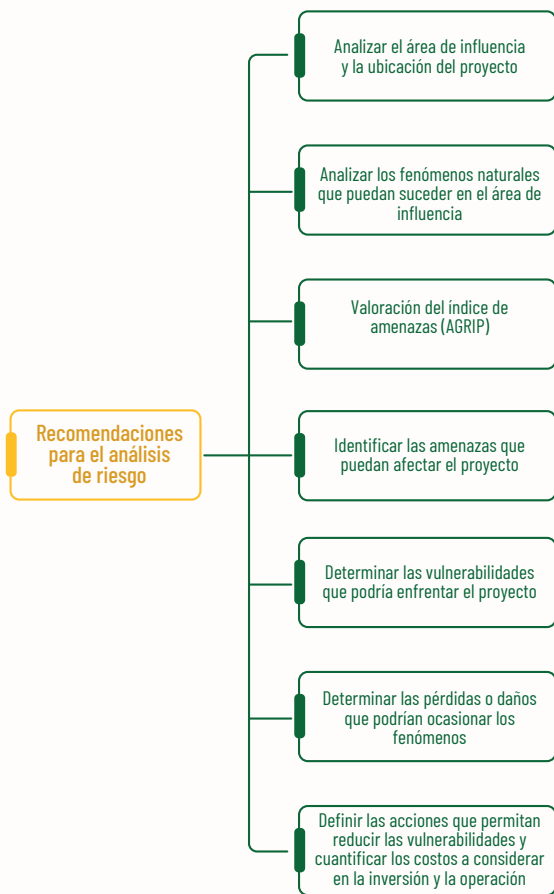 Analizar el área de influencia
y la ubicación del proyecto
Analizar los fenómenos naturales
que puedan suceder en el área de
influencia
Valoración del índice de
amenazas (AGRIP)
Recomendaciones
para el análisis
de riesgo
Identificar las amenazas que
puedan afectar el proyecto
Determinar las vulnerabilidades
que podría enfrentar el proyecto
Determinar las pérdidas o daños
que podrían ocasionar los
fenómenos
Definir las acciones que permitan
reducir las vulnerabilidades y
cuantificar los costos a considerar
en la inversión y la operación